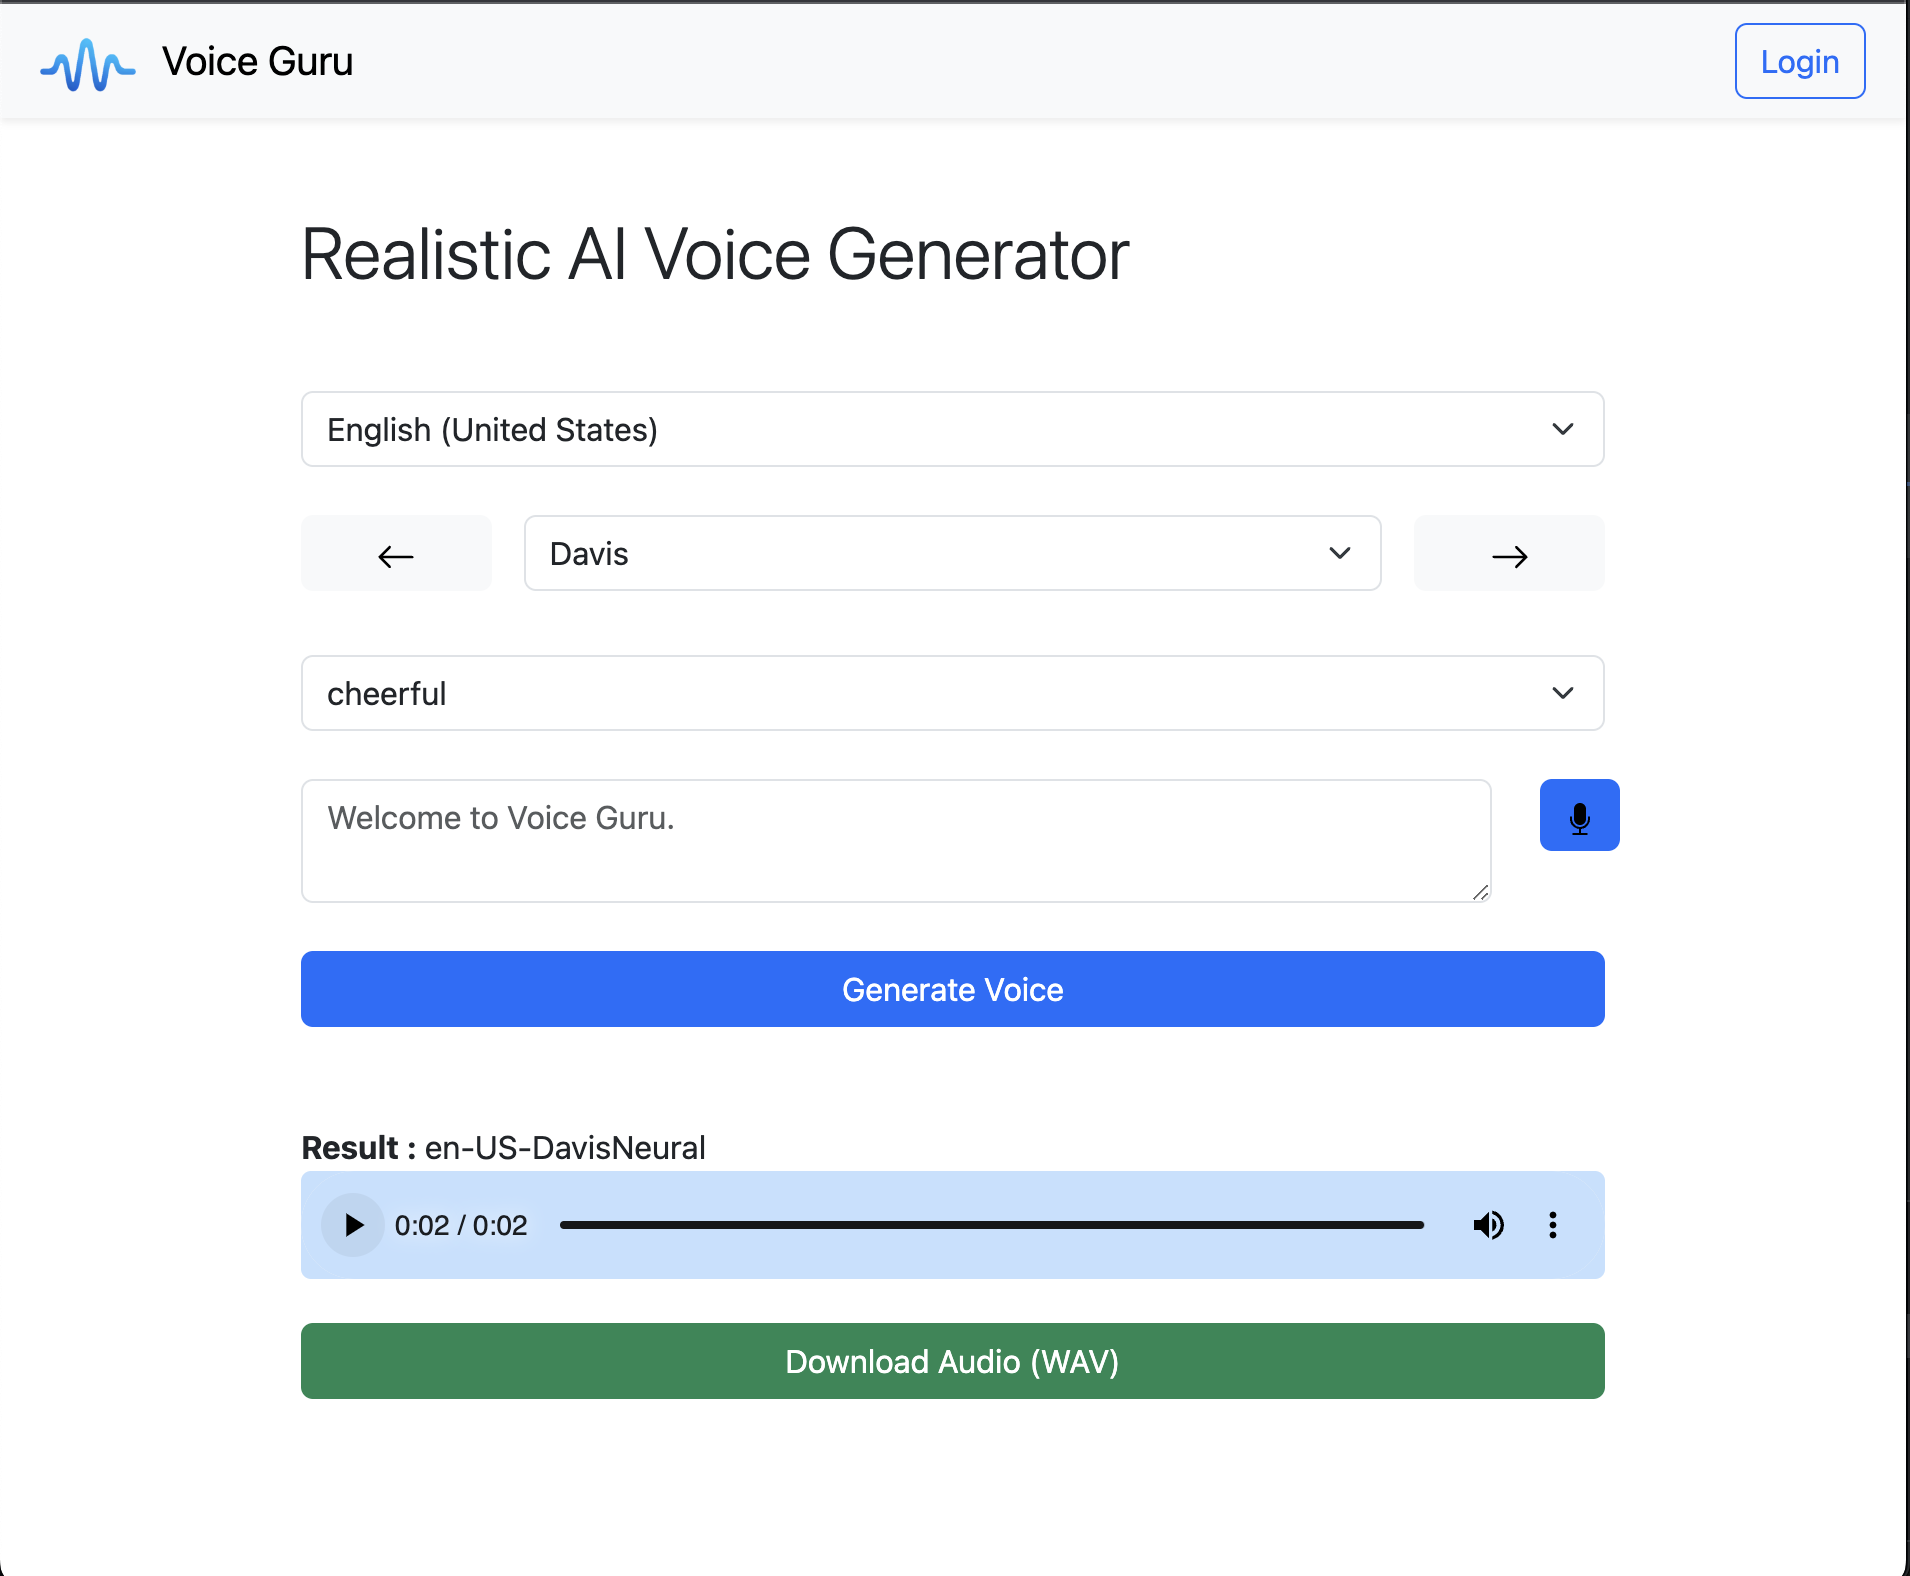 Voice Guru
Login
Realistic AI Voice Generator
English (United States)
Davis
cheerful
Welcome to Voice Guru.
Generate Voice
Result : en-US-DavisNeural
0:02 / 0:02
Download Audio (WAV)